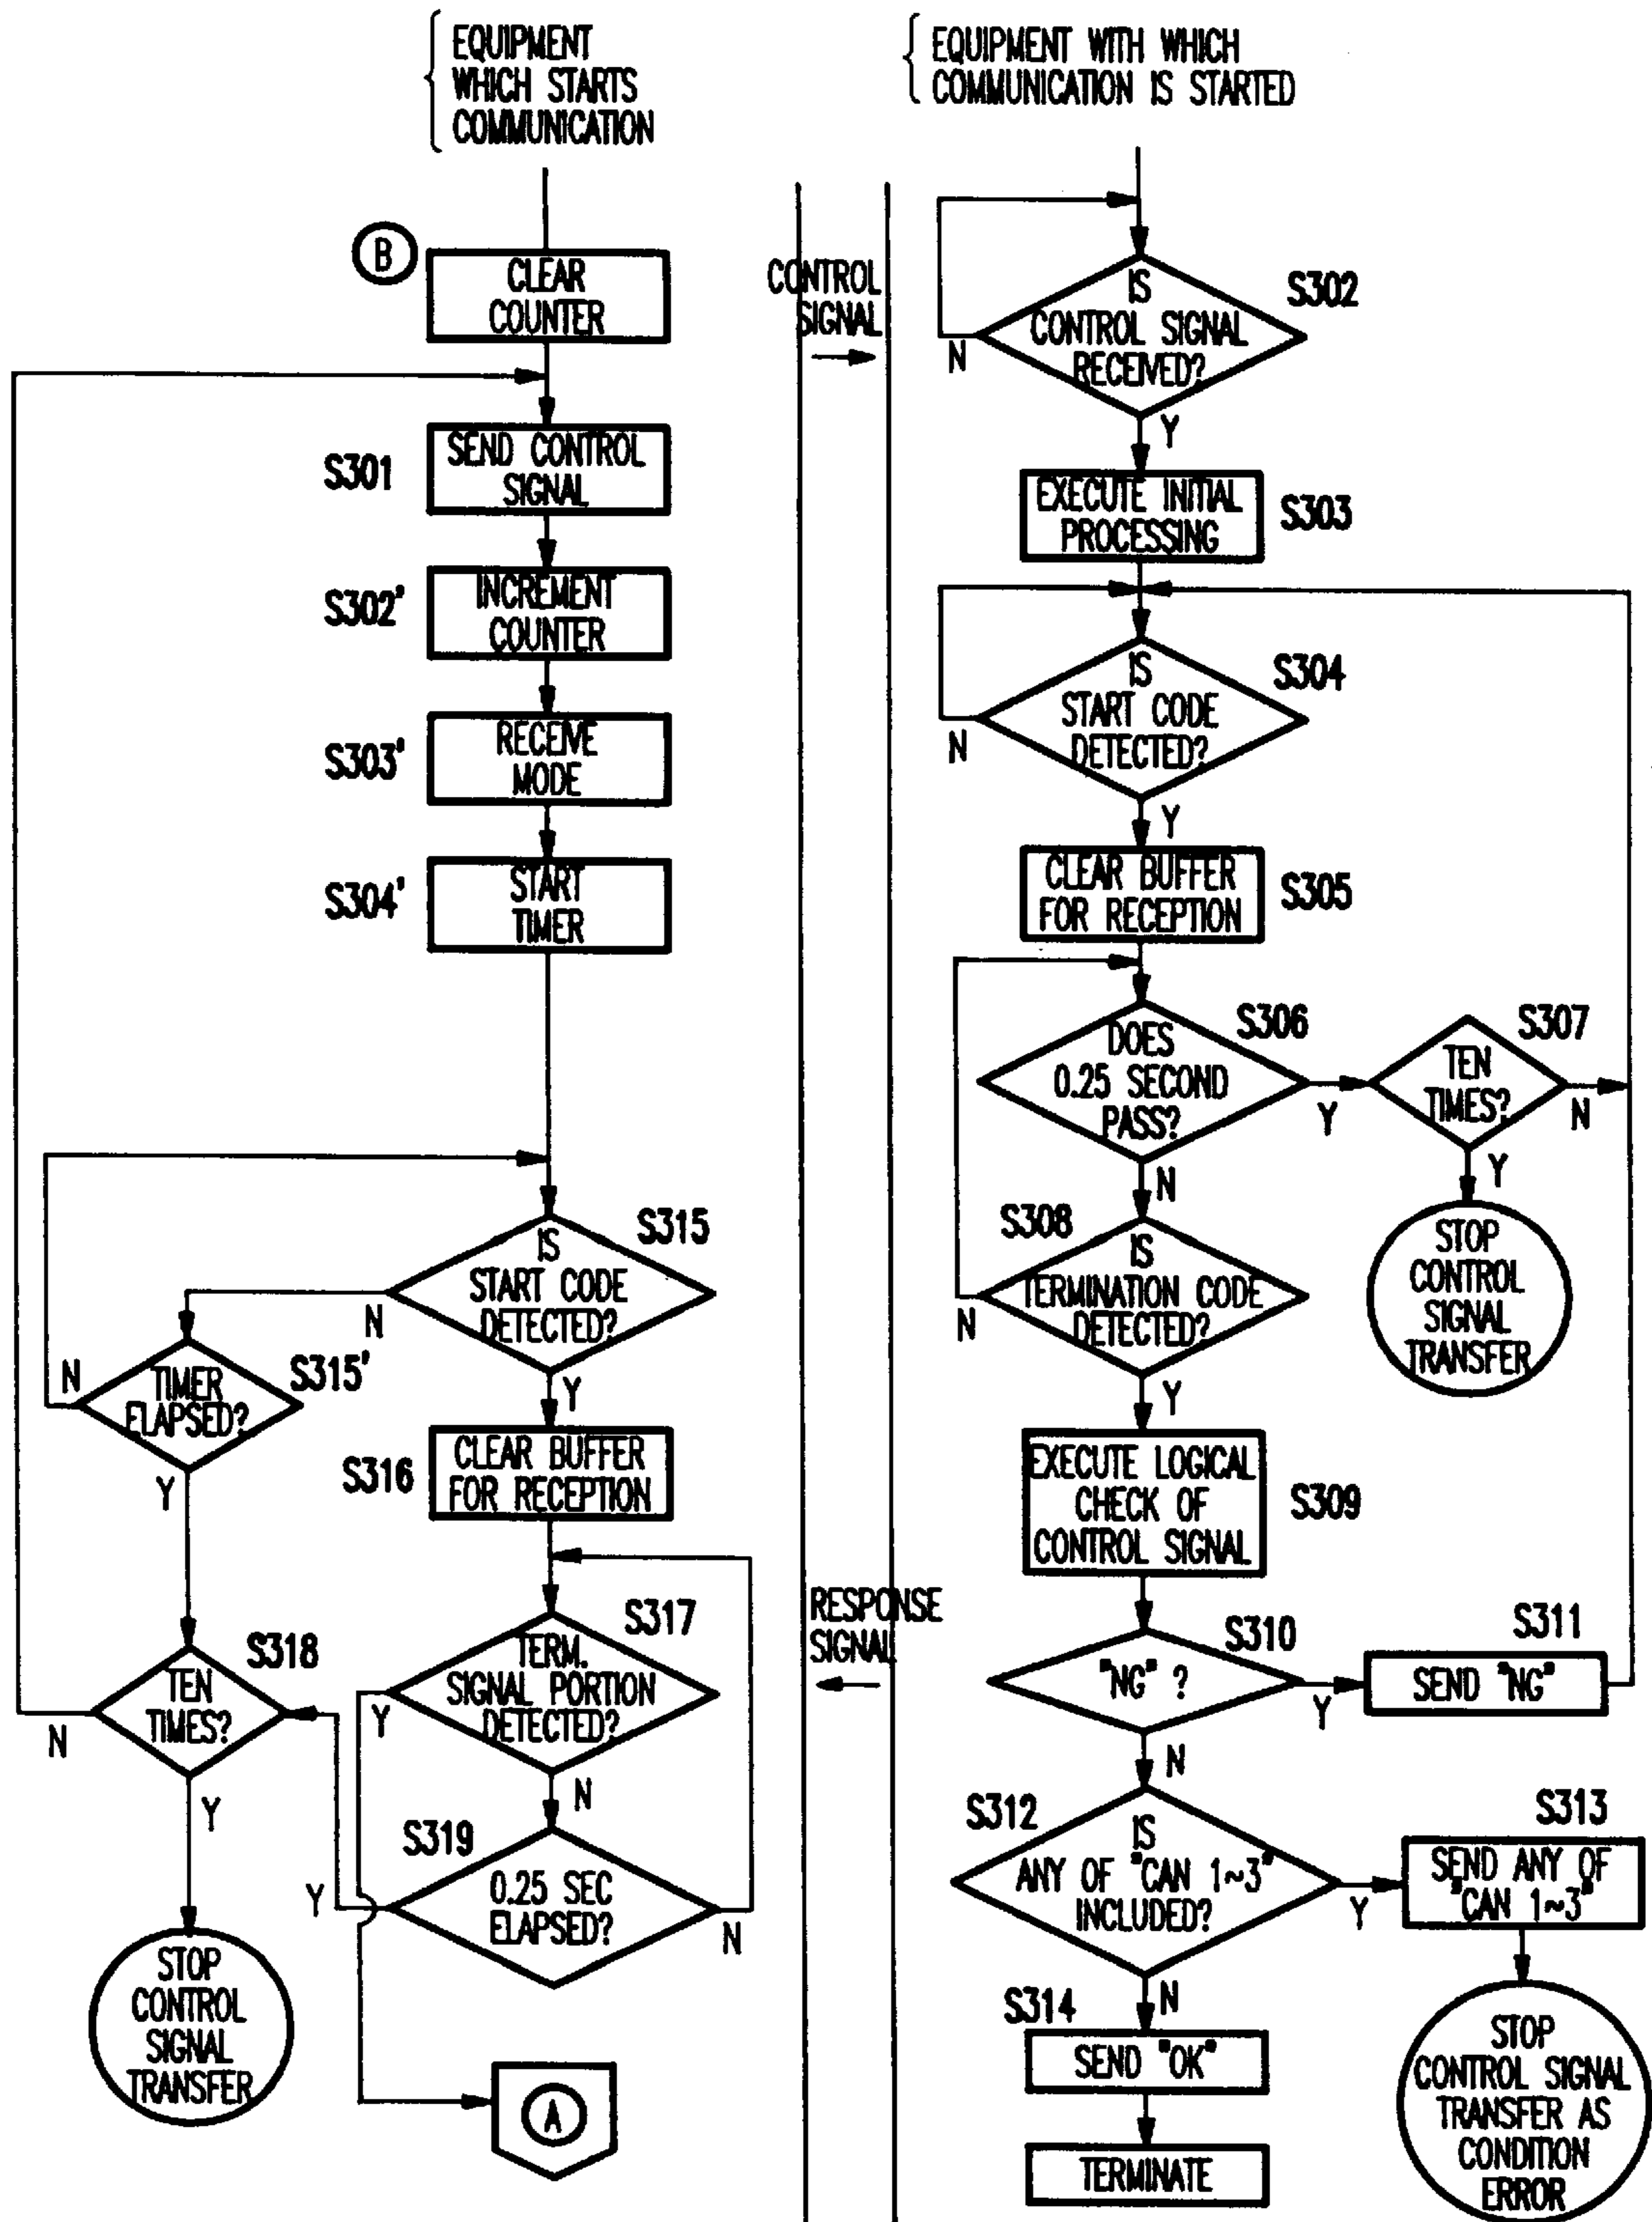 EQUIPMENT
WHICH STARTS
COMMUNICATION
B
CLEAR
COUNTER
S301
SEND CONTROL
SIGNAL
S302'
INCREMENT
COUNTER
S303'
RECEIVE
MODE
S304'
START
TIMER
S315
IS
START CODE
DETECTED?
N
Y
S315'
TIMER
ELAPSED?
N
Y
S316
CLEAR BUFFER
FOR RECEPTION
S317
TERM.
SIGNAL PORTION
DETECTED?
Y
N
S318
TEN
TIMES?
N
Y
S319
0.25 SEC
ELAPSED?
Y
N
STOP
CONTROL
SIGNAL
TRANSFER
A
CONTROL
SIGNAL
RESPONSE
SIGNAL
EQUIPMENT WITH WHICH
COMMUNICATION IS STARTED
S302
IS
CONTROL SIGNAL
RECEIVED?
N
Y
EXECUTE INITIAL
PROCESSING
S303
S304
IS
START CODE
DETECTED?
N
Y
CLEAR BUFFER
FOR RECEPTION
S305
S306
DOES
0.25 SECOND
PASS?
Y
N
S307
TEN
TIMES?
N
Y
STOP
CONTROL
SIGNAL
TRANSFER
S308
IS
TERMINATION CODE
DETECTED?
N
Y
EXECUTE LOGICAL
CHECK OF
CONTROL SIGNAL
S309
S310
"NG" ?
Y
N
S311
SEND "NG"
S312
IS
ANY OF "CAN 1~3"
INCLUDED?
Y
N
S313
SEND ANY OF
"CAN 1~3"
STOP
CONTROL SIGNAL
TRANSFER AS
CONDITION
ERROR
S314
SEND "OK"
TERMINATE